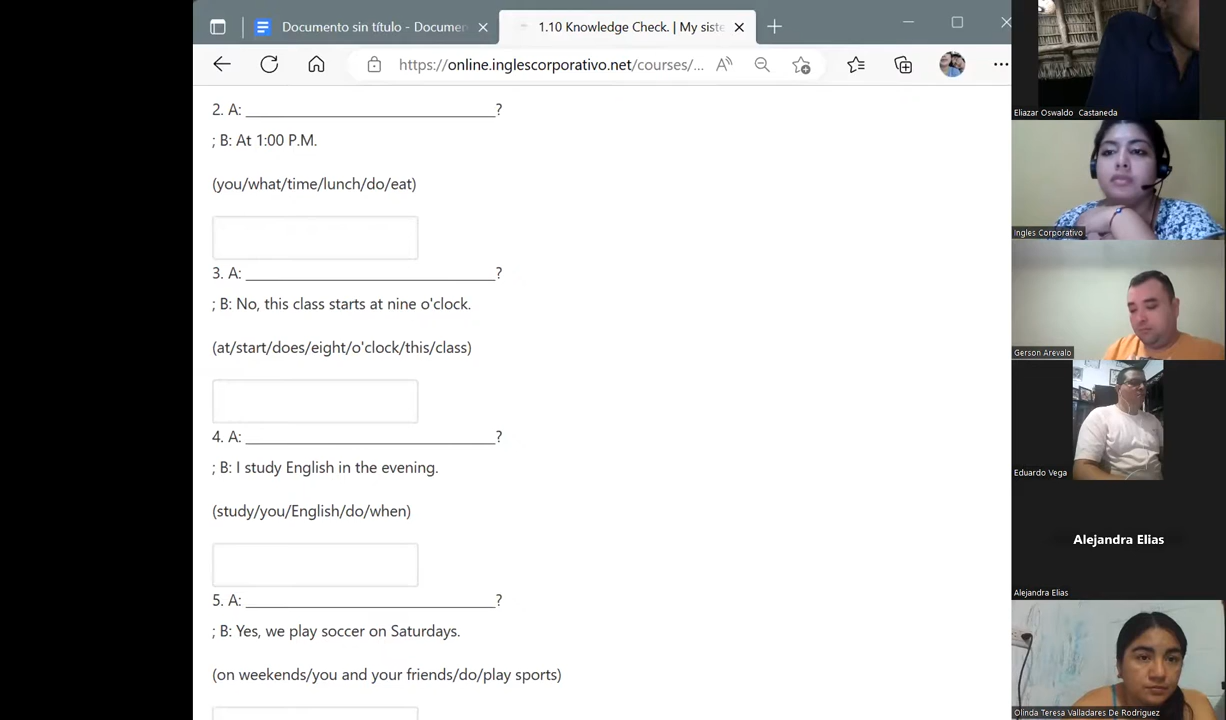 Documento sin título - Documen
1.10 Knowledge Check. | My siste
https://online.inglescorporativo.net/courses/...
2. A: ______________________________?
; B: At 1:00 P.M.
(you/what/time/lunch/do/eat)
3. A: ______________________________?
; B: No, this class starts at nine o'clock.
(at/start/does/eight/o'clock/this/class)
4. A: ______________________________?
; B: I study English in the evening.
(study/you/English/do/when)
5. A: ______________________________?
; B: Yes, we play soccer on Saturdays.
(on weekends/you and your friends/do/play sports)
Eliazar Oswaldo Castaneda
Ingles Corporativo
Gerson Arevalo
Eduardo Vega
Alejandra Elias
Alejandra Elias
Olinda Teresa Valladares De Rodriguez